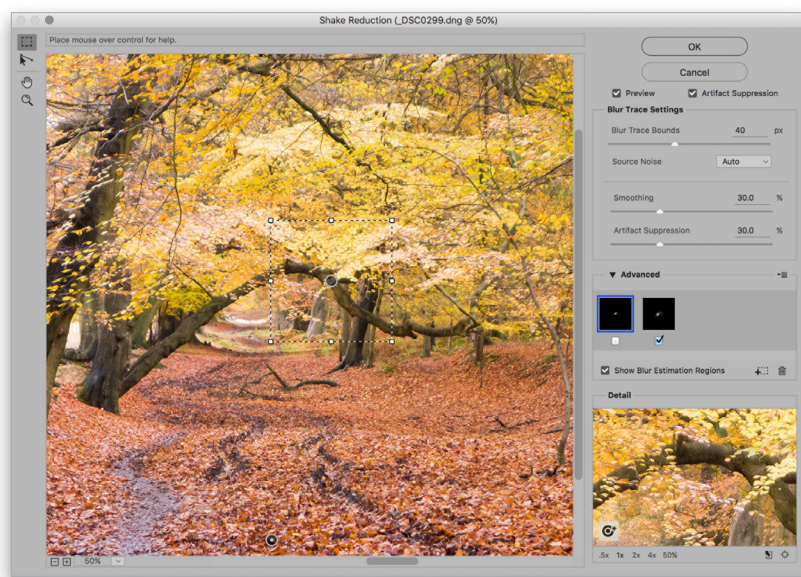 Shake Reduction (_DSC0299.dng @ 50%)
Place mouse over control for help.
OK
Cancel
Preview
Artifact Suppression
Blur Trace Settings
Blur Trace Bounds 40 px
Source Noise Auto
Smoothing 30.0 %
Artifact Suppression 30.0 %
Advanced
Show Blur Estimation Regions
Detail
.5x 1x 2x 4x 50%
50%